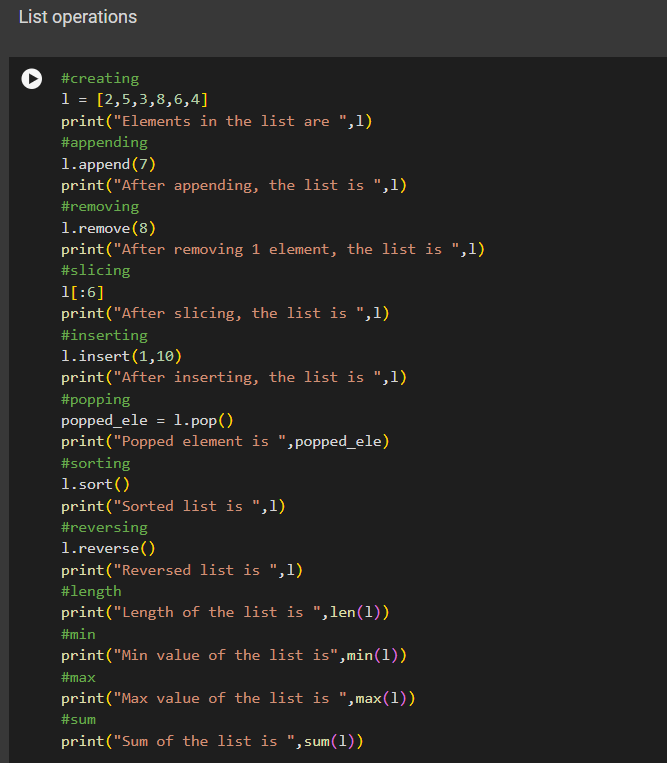 List operations
#creating
l = [2,5,3,8,6,4]
print("Elements in the list are ",l)
#appending
l.append(7)
print("After appending, the list is ",l)
#removing
l.remove(8)
print("After removing 1 element, the list is ",l)
#slicing
l[:6]
print("After slicing, the list is ",l)
#inserting
l.insert(1,10)
print("After inserting, the list is ",l)
#popping
popped_ele = l.pop()
print("Popped element is ",popped_ele)
#sorting
l.sort()
print("Sorted list is ",l)
#reversing
l.reverse()
print("Reversed list is ",l)
#length
print("Length of the list is ",len(l))
#min
print("Min value of the list is",min(l))
#max
print("Max value of the list is ",max(l))
#sum
print("Sum of the list is ",sum(l))